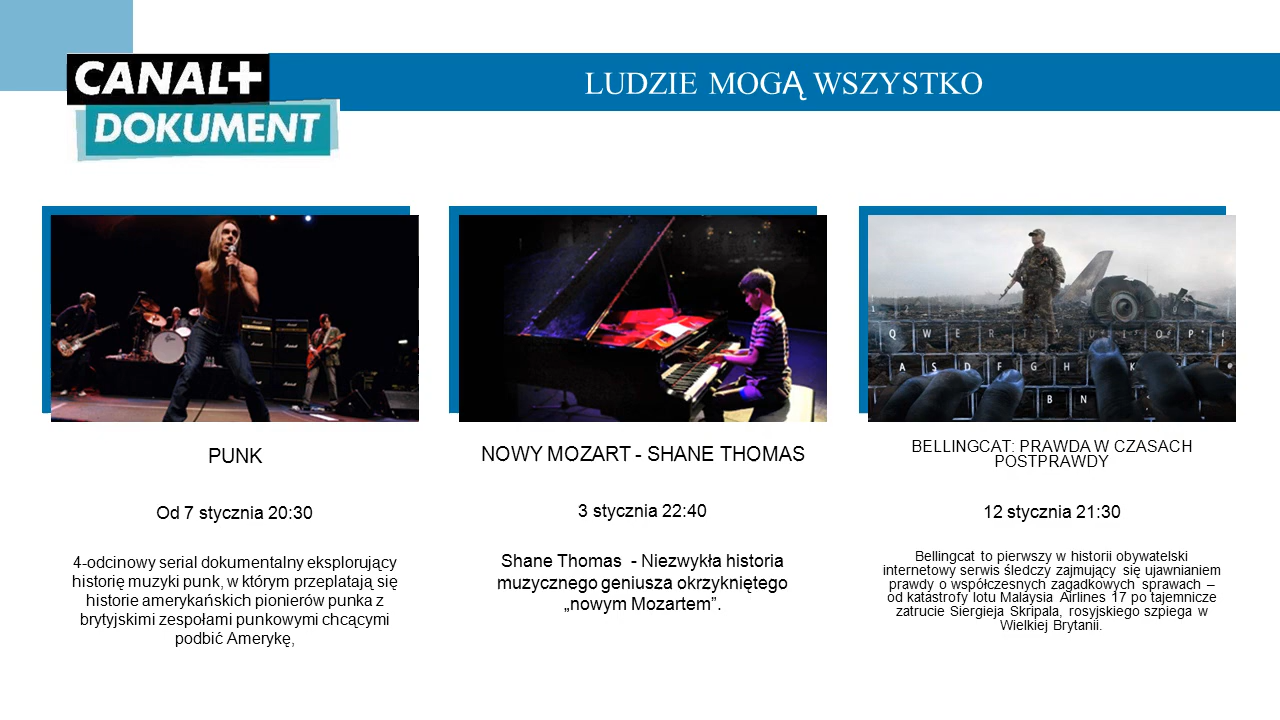 CANAL+
DOKUMENT
LUDZIE MOGĄ WSZYSTKO
PUNK
Od 7 stycznia 20:30
4-odcinowy serial dokumentalny eksplorujący
historię muzyki punk, w którym przeplatają się
historie amerykańskich pionierów punka z
brytyjskimi zespołami punkowymi chcącymi
podbić Amerykę,
NOWY MOZART - SHANE THOMAS
3 stycznia 22:40
Shane Thomas - Niezwykła historia
muzycznego geniusza okrzykniętego
„nowym Mozartem”.
Q W E R T Y U I O P
A S D F G H K
B N
BELLINGCAT: PRAWDA W CZASACH
POSTPRAWDY
12 stycznia 21:30
Bellingcat to pierwszy w historii obywatelski
internetowy serwis śledczy zajmujący się ujawnianiem
prawdy o współczesnych zagadkowych sprawach –
od katastrofy lotu Malaysia Airlines 17 po tajemnicze
zatrucie Siergieja Skripala, rosyjskiego szpiega w
Wielkiej Brytanii.